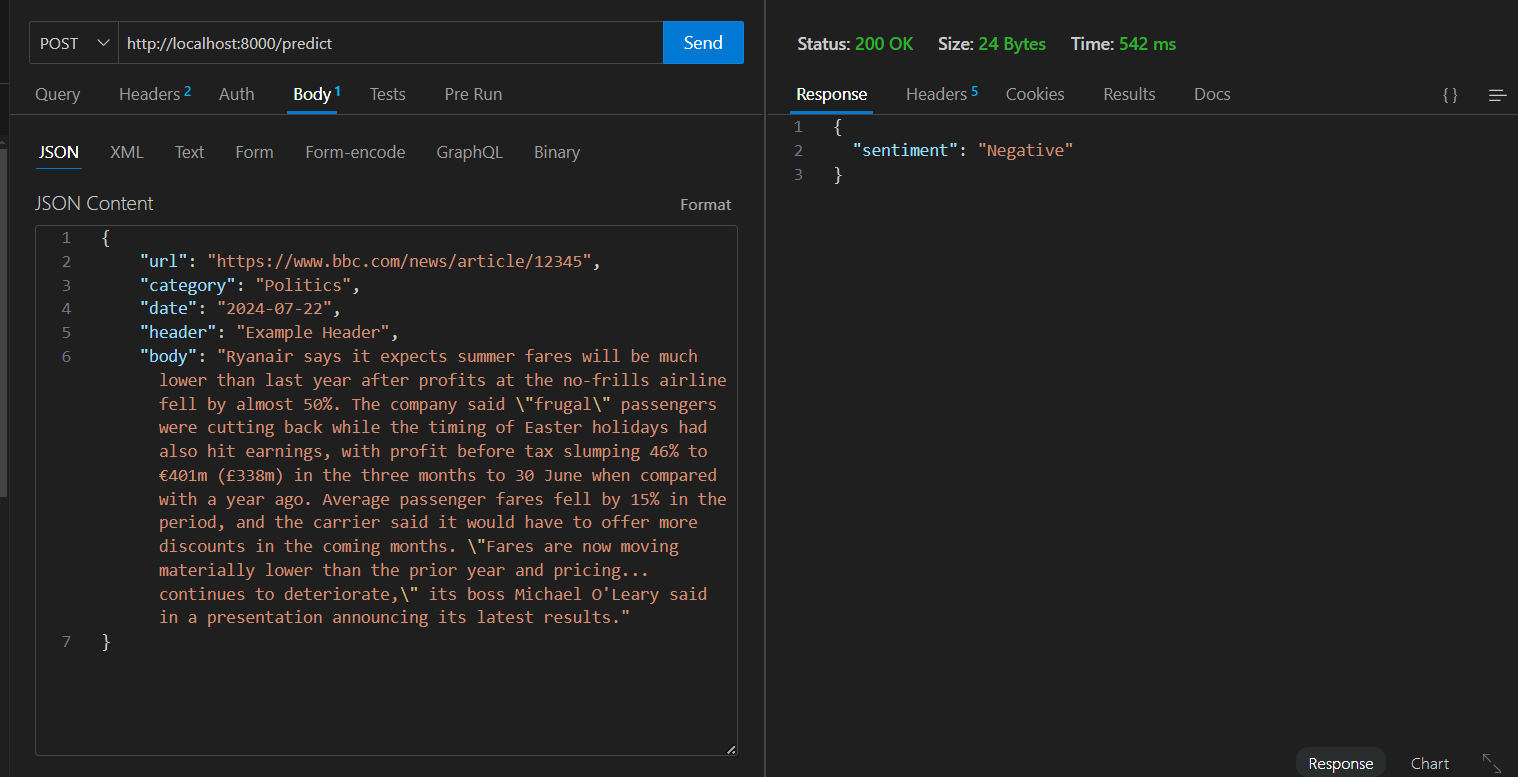 POST http://localhost:8000/predict Send
Query Headers 2 Auth Body 1 Tests Pre Run
JSON XML Text Form Form-encode GraphQL Binary
JSON Content Format
1 {
2 "url": "https://www.bbc.com/news/article/12345",
3 "category": "Politics",
4 "date": "2024-07-22",
5 "header": "Example Header",
6 "body": "Ryanair says it expects summer fares will be much
lower than last year after profits at the no-frills airline
fell by almost 50%. The company said \"frugal\" passengers
were cutting back while the timing of Easter holidays had
also hit earnings, with profit before tax slumping 46% to
€401m (£338m) in the three months to 30 June when compared
with a year ago. Average passenger fares fell by 15% in the
period, and the carrier said it would have to offer more
discounts in the coming months. \"Fares are now moving
materially lower than the prior year and pricing...
continues to deteriorate,\" its boss Michael O'Leary said
in a presentation announcing its latest results."
7 }
Status: 200 OK Size: 24 Bytes Time: 542 ms
Response Headers 5 Cookies Results Docs { }
1 {
2 "sentiment": "Negative"
3 }
Response Chart